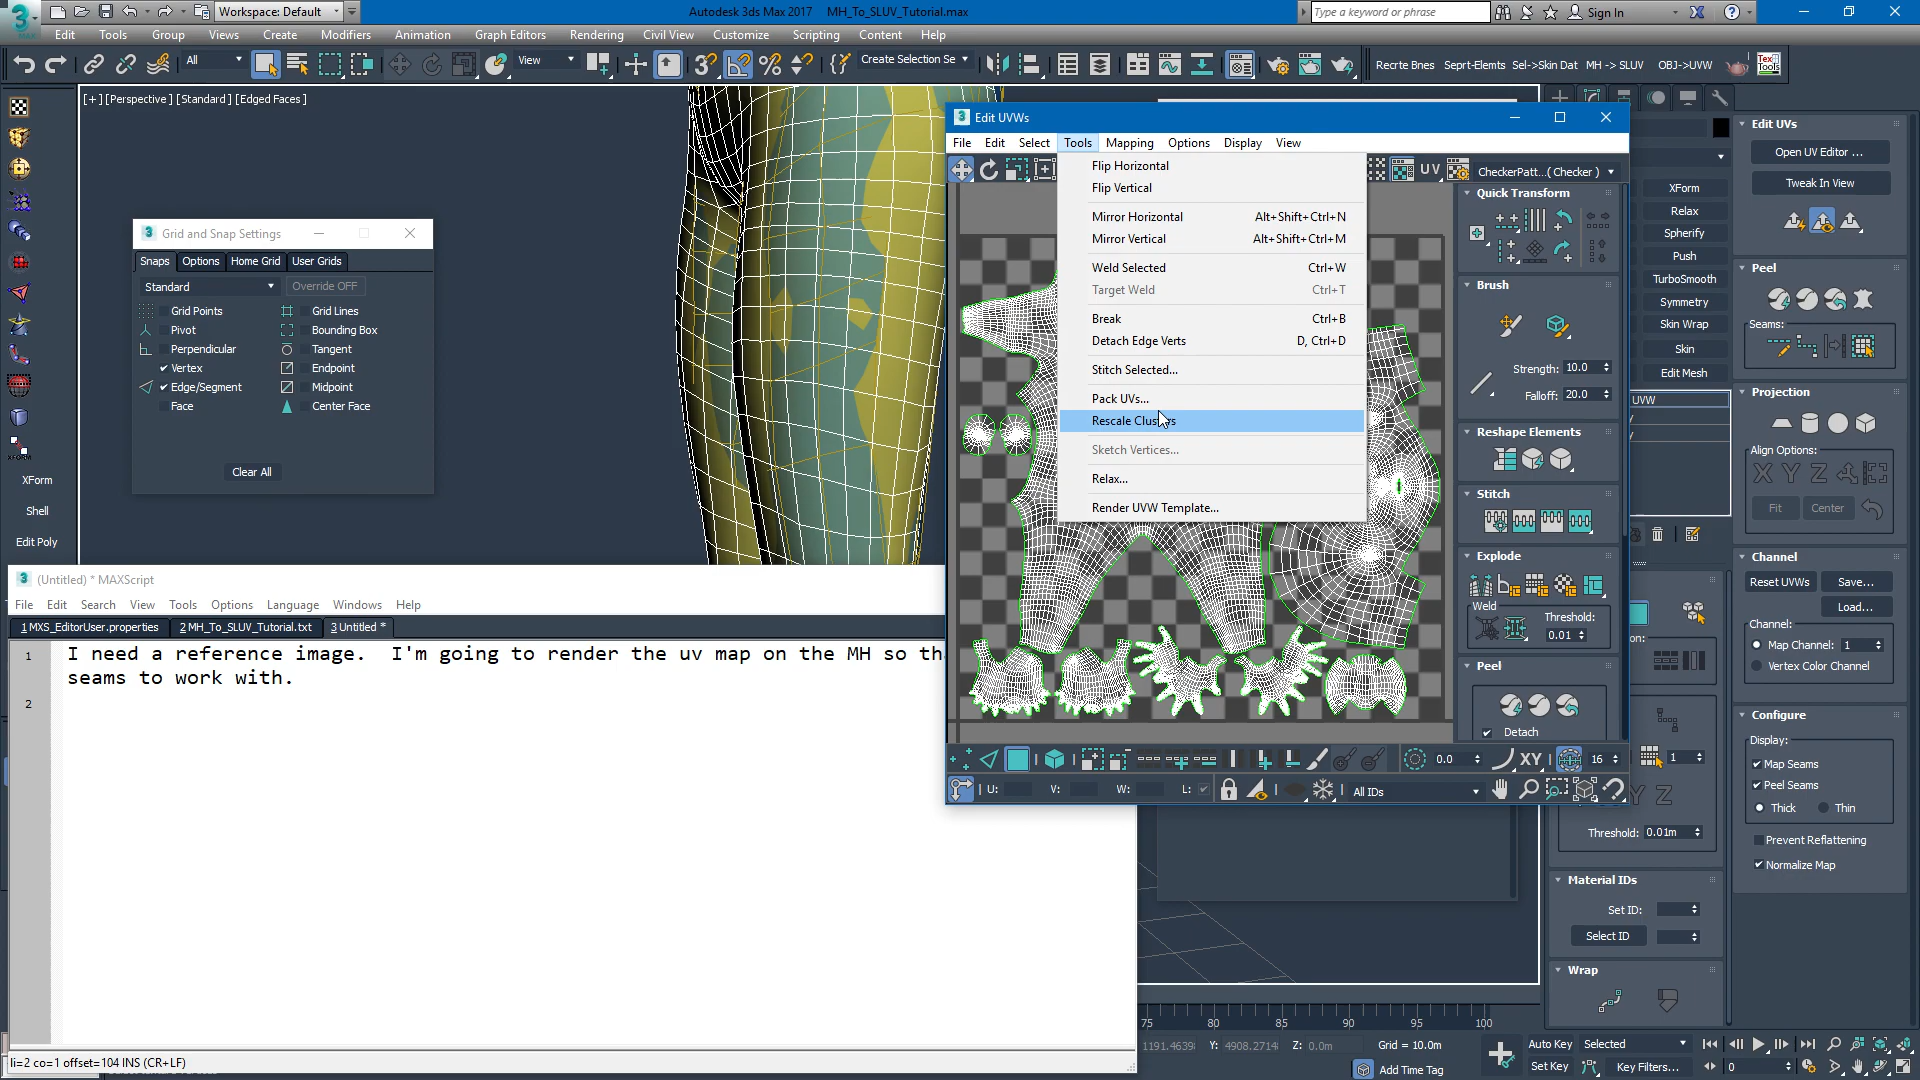 Workspace: Default
Autodesk 3ds Max 2017    MH_To_SLUV_Tutorial.max
Type a keyword or phrase
Sign In
MAX
Edit Tools Group Views Create Modifiers Animation Graph Editors Rendering Civil View Customize Scripting Content Help
All View Create Selection Se
Recrte Bnes Seprt-Elemts Sel->Skin Dat MH -> SLUV OBJ->UVW
[+] [Perspective] [Standard] [Edged Faces]
Grid and Snap Settings
Snaps Options Home Grid User Grids
Standard Override OFF
Grid Points Grid Lines
Pivot Bounding Box
Perpendicular Tangent
Vertex Endpoint
Edge/Segment Midpoint
Face Center Face
Clear All
XForm
Shell
Edit Poly
Edit UVWs
File Edit Select Tools Mapping Options Display View
UV CheckerPatt...( Checker )
Flip Horizontal
Flip Vertical
Mirror Horizontal Alt+Shift+Ctrl+N
Mirror Vertical Alt+Shift+Ctrl+M
Weld Selected Ctrl+W
Target Weld Ctrl+T
Break Ctrl+B
Detach Edge Verts D, Ctrl+D
Stitch Selected...
Pack UVs...
Rescale Clusters
Sketch Vertices...
Relax...
Render UVW Template...
Quick Transform
Brush
Strength: 10.0
Falloff: 20.0
Reshape Elements
Stitch
Explode
Weld Threshold:
0.01
Peel
Detach
0.0 XY 16
U: V: W: L: All IDs
XForm
Relax
Spherify
Push
TurboSmooth
Symmetry
Skin Wrap
Skin
Edit Mesh
UVW
1
Threshold: 0.01m
Material IDs
Set ID:
Select ID
Wrap
Edit UVs
Open UV Editor ...
Tweak In View
Peel
Seams:
Projection
Align Options:
X Y Z
Fit Center
Channel
Reset UVWs Save...
Load...
Channel:
Map Channel: 1
Vertex Color Channel
Configure
Display:
Map Seams
Peel Seams
Thick Thin
Prevent Reflattening
Normalize Map
(Untitled) * MAXScript
File Edit Search View Tools Options Language Windows Help
1 MXS_EditorUser.properties 2 MH_To_SLUV_Tutorial.txt 3 Untitled *
1 I need a reference image.  I'm going to render the uv map on the MH so
seams to work with.
2
li=2 co=1 offset=104 INS (CR+LF)
75 80 85 90 95 100
1191.4639 Y: 4908.2714 Z: 0.0m Grid = 10.0m
Add Time Tag
Auto Key Selected
Set Key Key Filters... 0